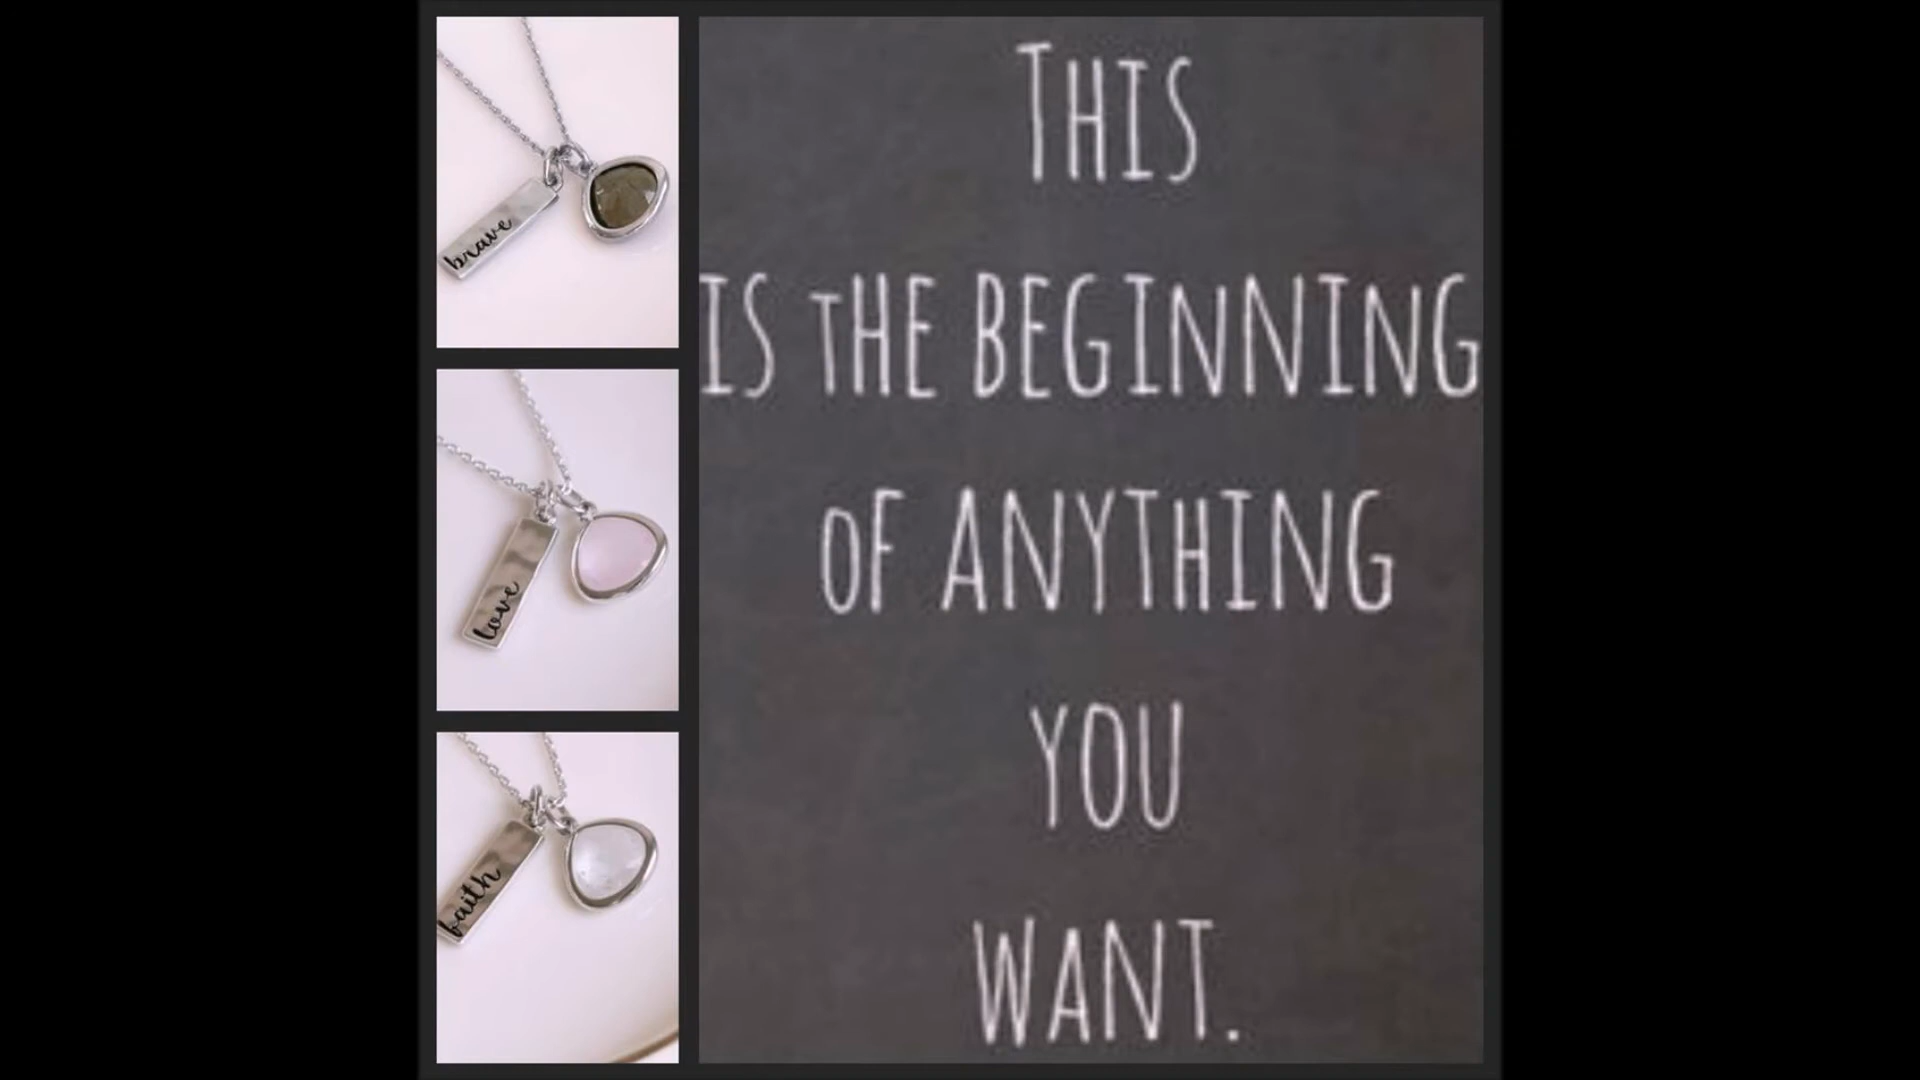 brave
love
faith
THIS
IS THE BEGINNING
OF ANYTHING
YOU
WANT.